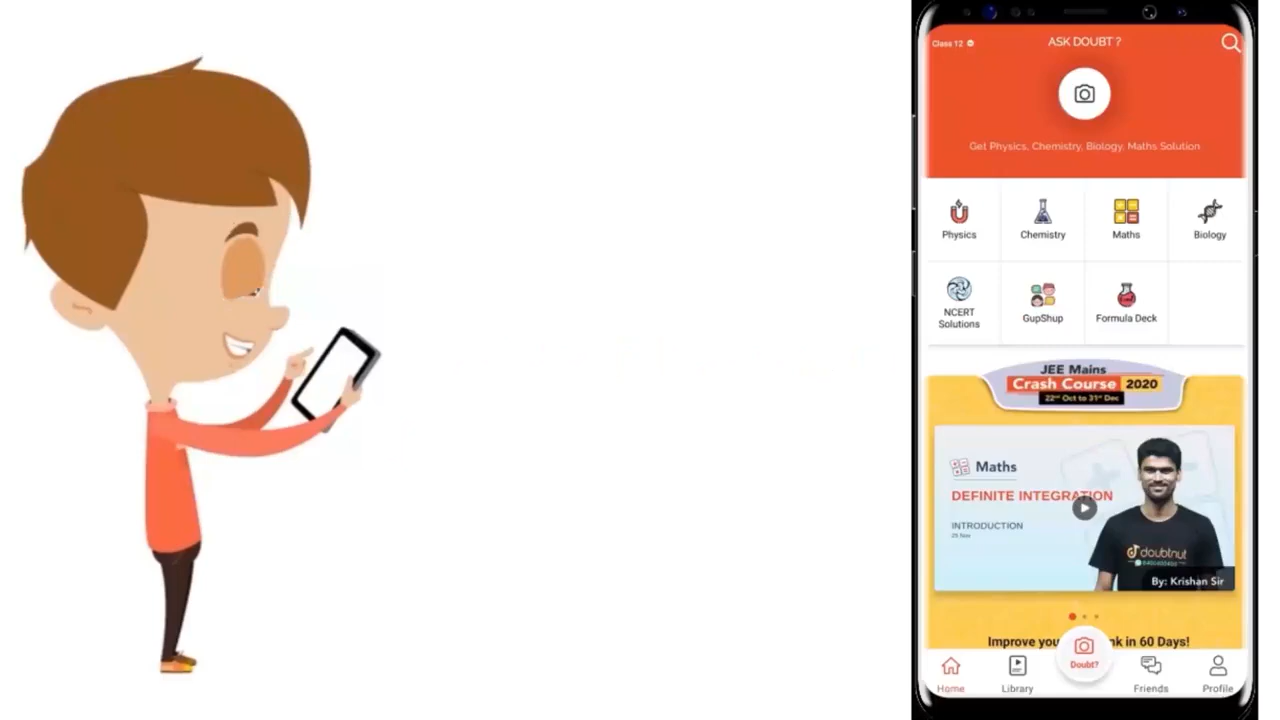 Class 12
ASK DOUBT ?
Get Physics, Chemistry, Biology, Maths Solution
Physics
Chemistry
Maths
Biology
NCERT
Solutions
GupShup
Formula Deck
JEE Mains
Crash Course 2020
22nd Oct to 31st Dec
Maths
DEFINITE INTEGRATION
INTRODUCTION
doubtnut
By: Krishan Sir
in 60 Days!
Doubt?
Home
Library
Friends
Profile